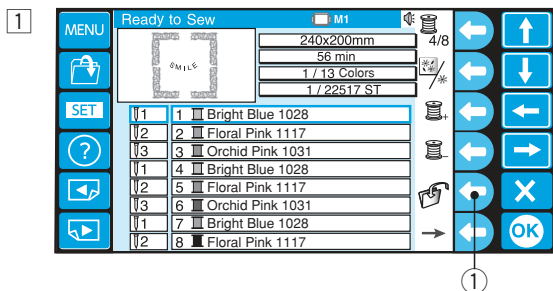 1
MENU
Ready to Sew
M1
4/8
SMILE
240x200mm
56 min
1 / 13 Colors
1 / 22517 ST
SET
?
1 1 Bright Blue 1028
2 2 Floral Pink 1117
3 3 Orchid Pink 1031
1 4 Bright Blue 1028
2 5 Floral Pink 1117
3 6 Orchid Pink 1031
1 7 Bright Blue 1028
2 8 Floral Pink 1117
X
OK
①